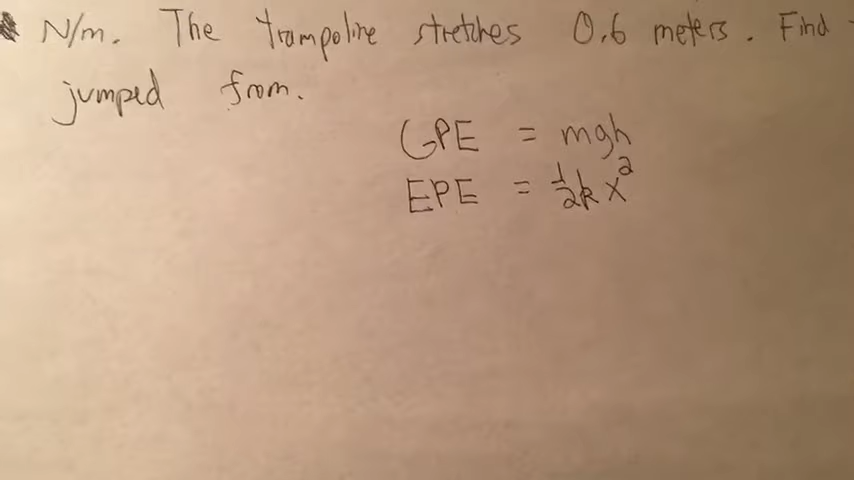 N/m. The trampoline stretches 0.6 meters. Find
jumped from.
GPE = mgh
EPE = ½kx²